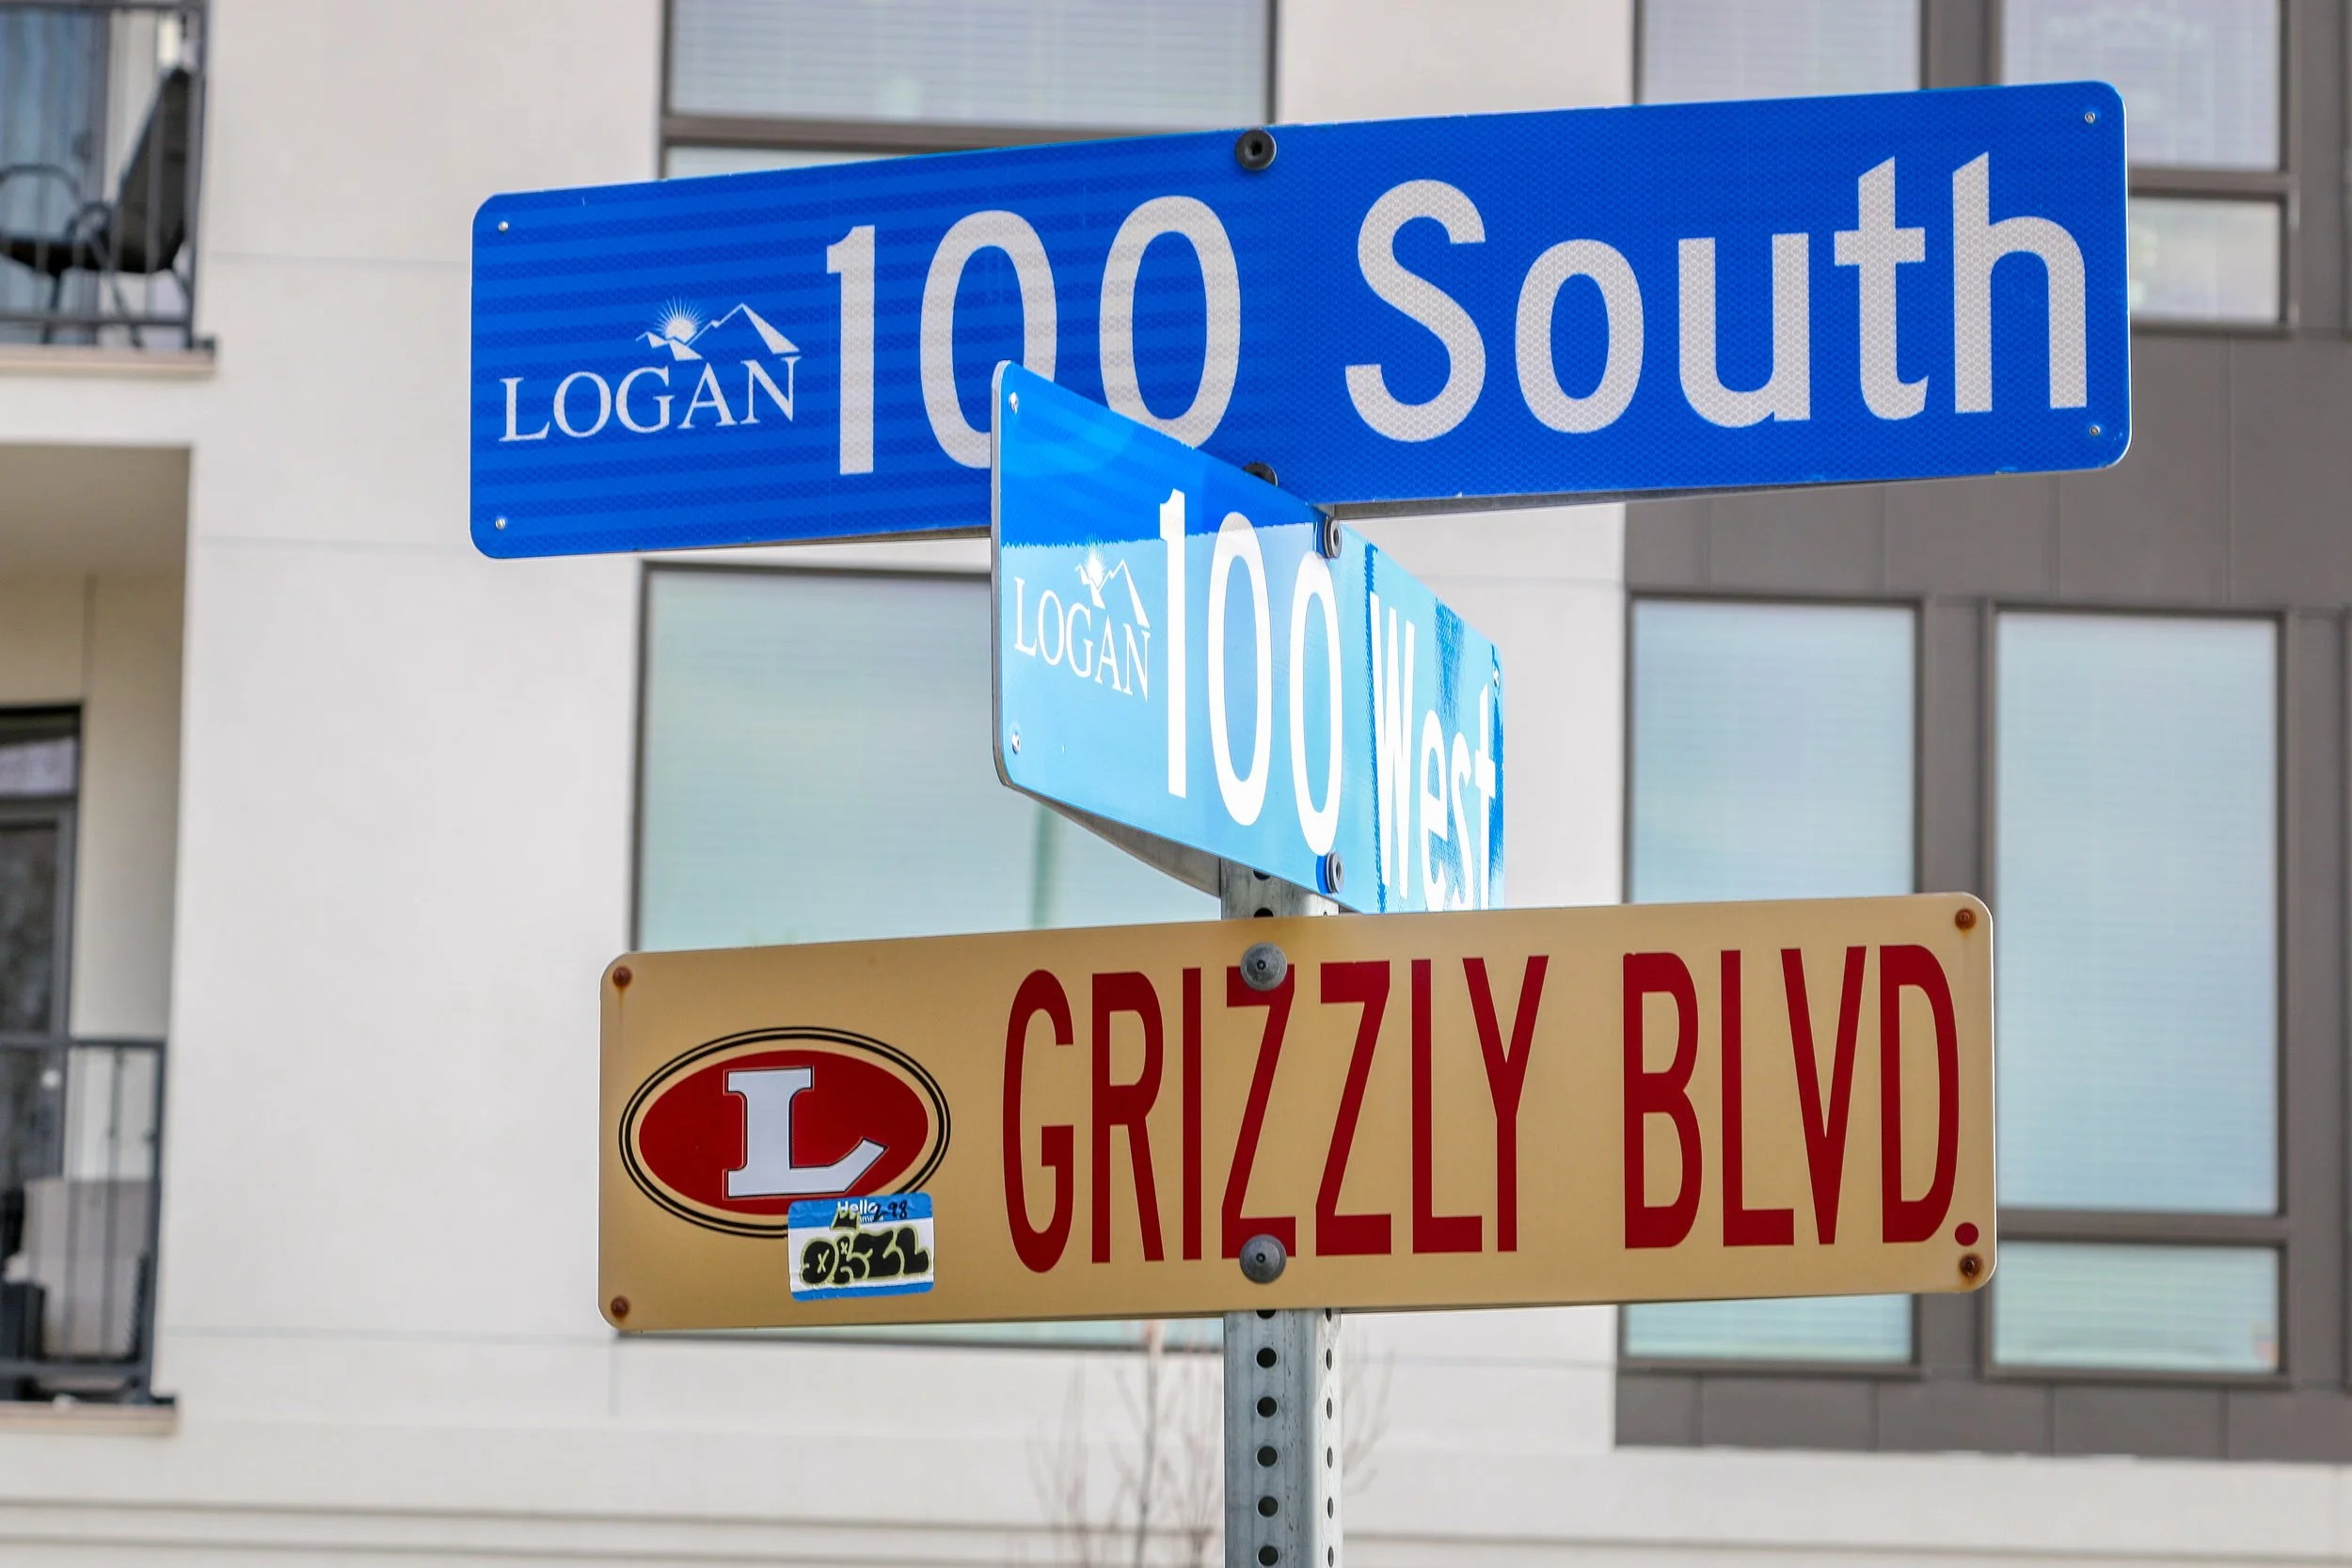 LOGAN 100 South
LOGAN 100 West
L GRIZZLY BLVD.
Hello